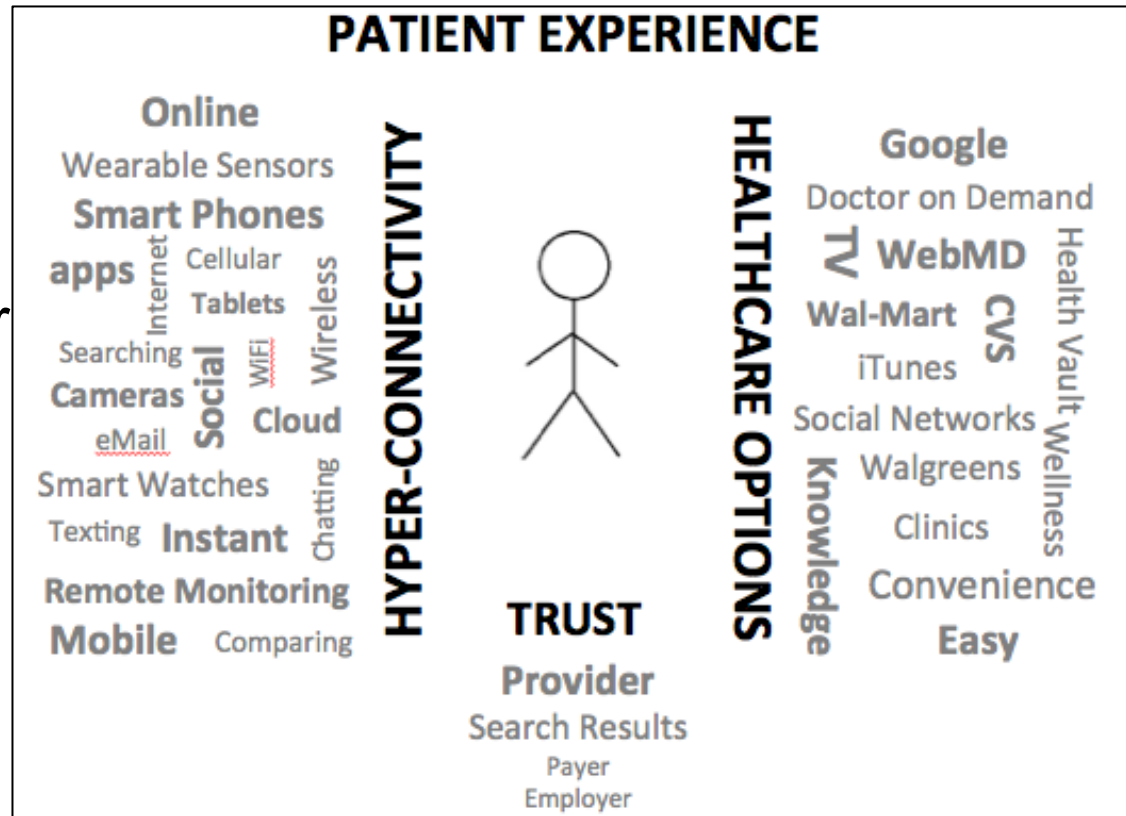 PATIENT EXPERIENCE
Online
Wearable Sensors
Smart Phones
apps
Internet
Cellular
Tablets
Wireless
Searching
Social
WiFi
Cameras
Cloud
eMail
Smart Watches
Chatting
Texting
Instant
Remote Monitoring
Mobile
Comparing
HYPER-CONNECTIVITY
TRUST
Provider
Search Results
Payer
Employer
HEALTHCARE OPTIONS
Google
Doctor on Demand
TV
WebMD
Health Vault
Wal-Mart
CVS
iTunes
Social Networks
Knowledge
Walgreens
Wellness
Clinics
Convenience
Easy